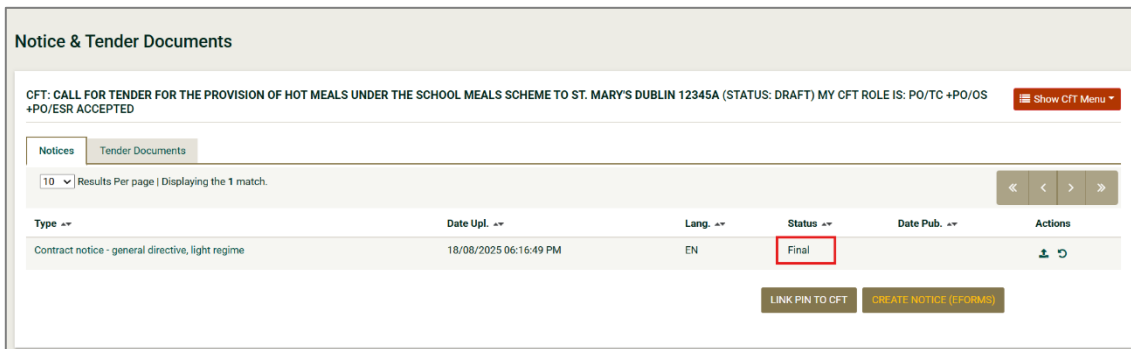 Notice & Tender Documents
CFT: CALL FOR TENDER FOR THE PROVISION OF HOT MEALS UNDER THE SCHOOL MEALS SCHEME TO ST. MARY'S DUBLIN 12345A (STATUS: DRAFT) MY CFT ROLE IS: PO/TC +PO/OS
+PO/ESR ACCEPTED
Show CfT Menu
Notices Tender Documents
10 Results Per page | Displaying the 1 match.
« < > »
Type Date Upl. Lang. Status Date Pub. Actions
Contract notice - general directive, light regime 18/08/2025 06:16:49 PM EN Final
LINK PIN TO CFT CREATE NOTICE (EFORMS)